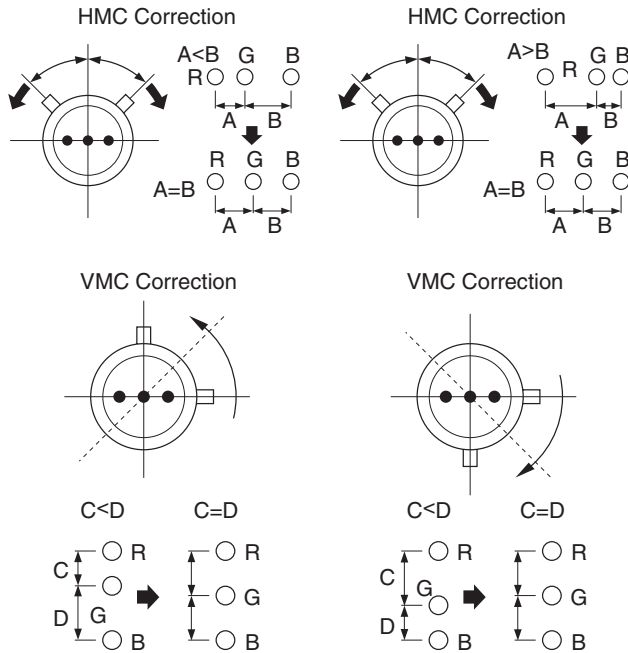 HMC Correction
A<B G B
R
A B
R G B
A=B
A B
HMC Correction
A>B G B
R
A B
R G B
A=B
A B
VMC Correction
C<D C=D
R R
C
G
D G
B B
VMC Correction
C<D C=D
R R
C
G
G
D
B B